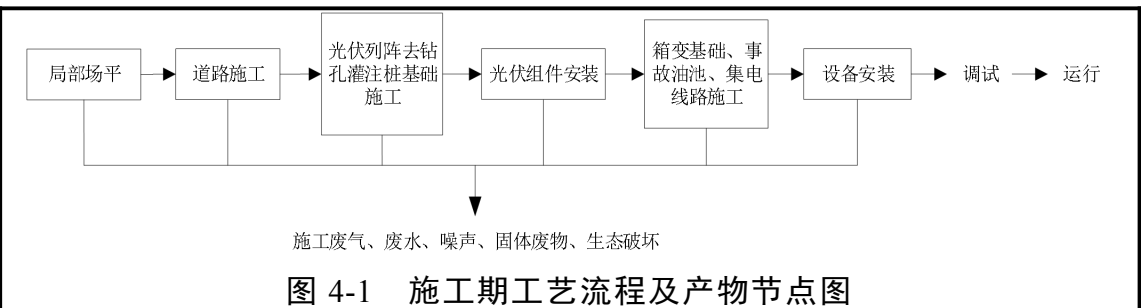 局部场平
道路施工
光伏列阵去钻
孔灌注桩基础
施工
光伏组件安装
箱变基础、事
故油池、集电
线路施工
设备安装
调试
运行
施工废气、废水、噪声、固体废物、生态破坏
图 4-1 施工期工艺流程及产物节点图